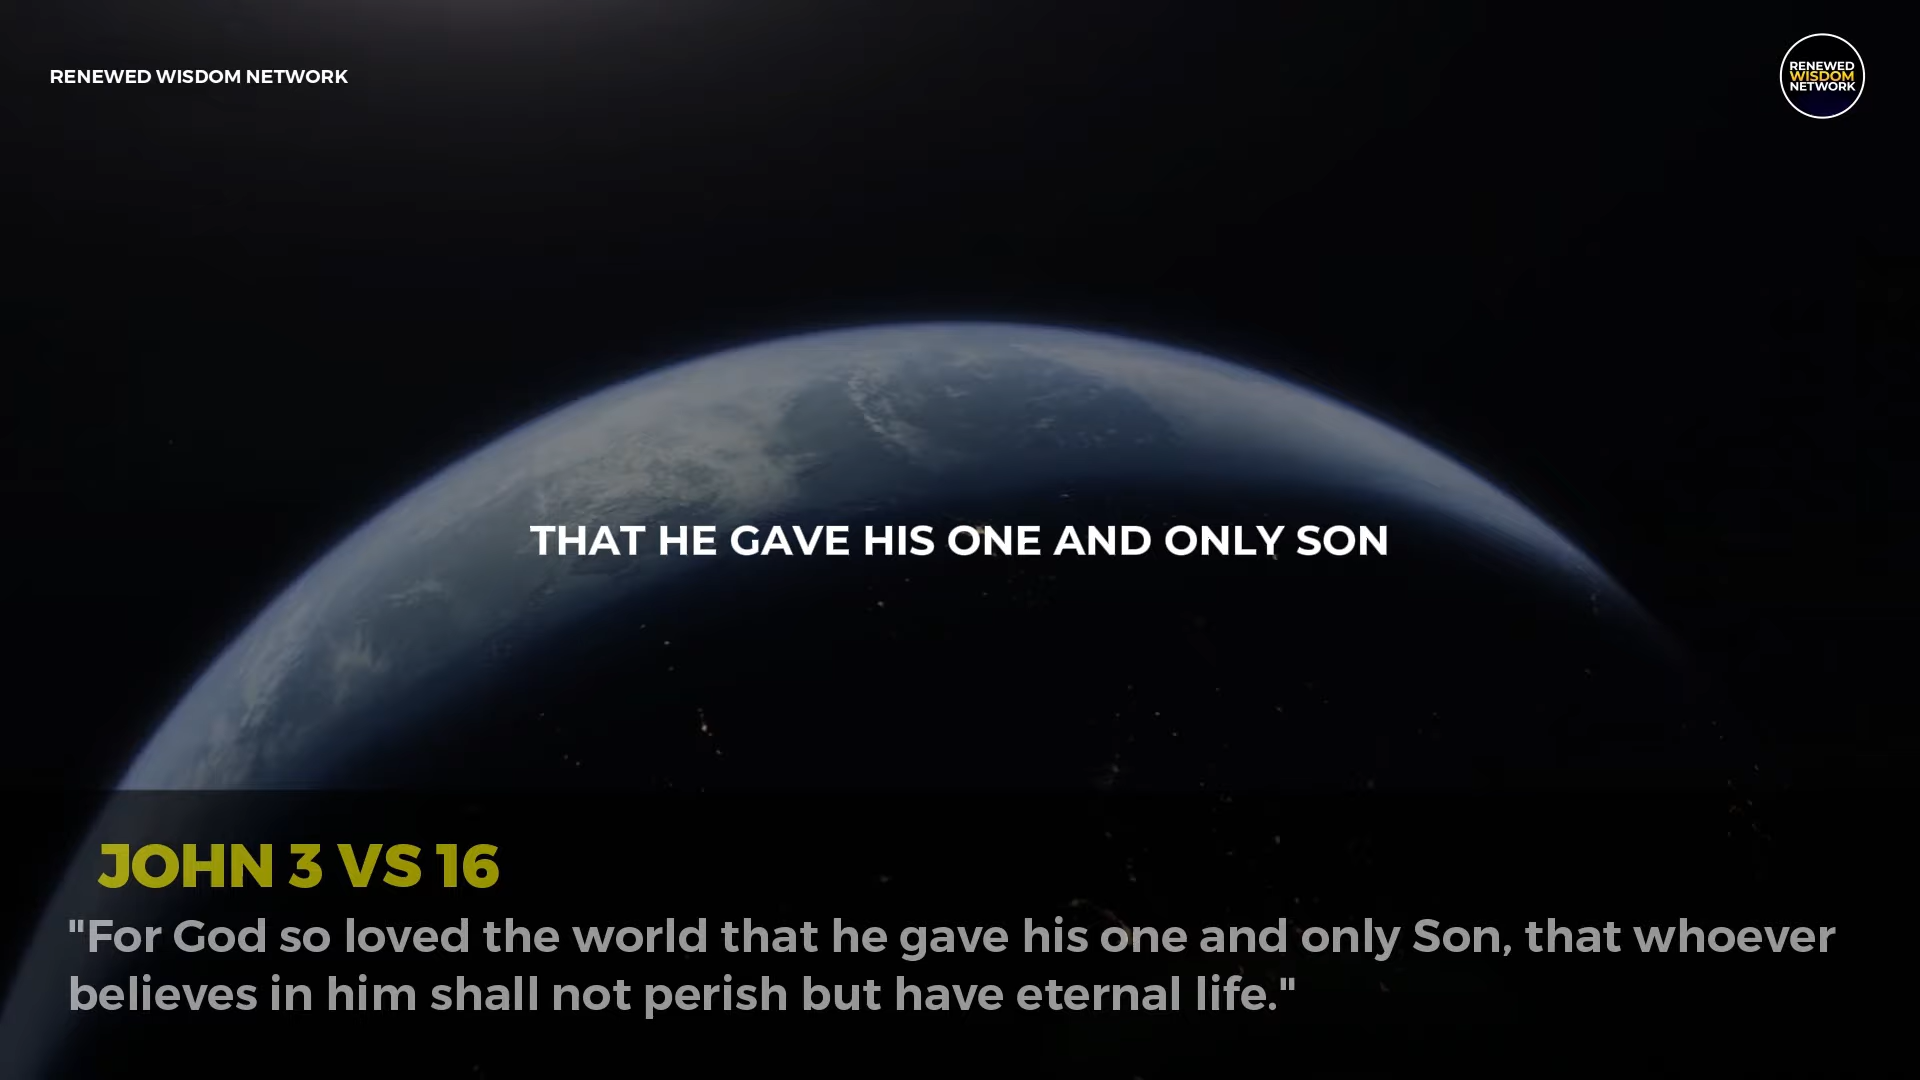 RENEWED WISDOM NETWORK
RENEWED
WISDOM
NETWORK
THAT HE GAVE HIS ONE AND ONLY SON
JOHN 3 VS 16
"For God so loved the world that he gave his one and only Son, that whoever
believes in him shall not perish but have eternal life."